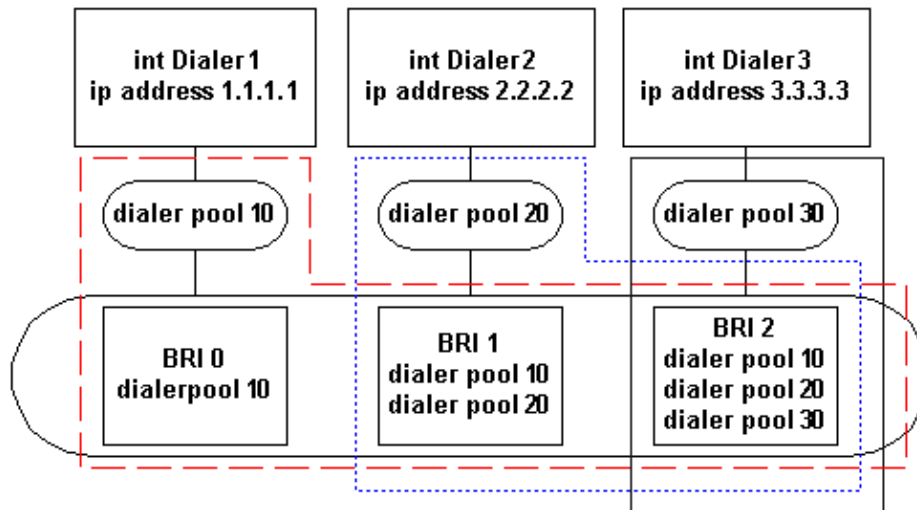 int Dialer1
ip address 1.1.1.1
int Dialer2
ip address 2.2.2.2
int Dialer3
ip address 3.3.3.3
dialer pool 10
dialer pool 20
dialer pool 30
BRI 0
dialerpool 10
BRI 1
dialer pool 10
dialer pool 20
BRI 2
dialer pool 10
dialer pool 20
dialer pool 30